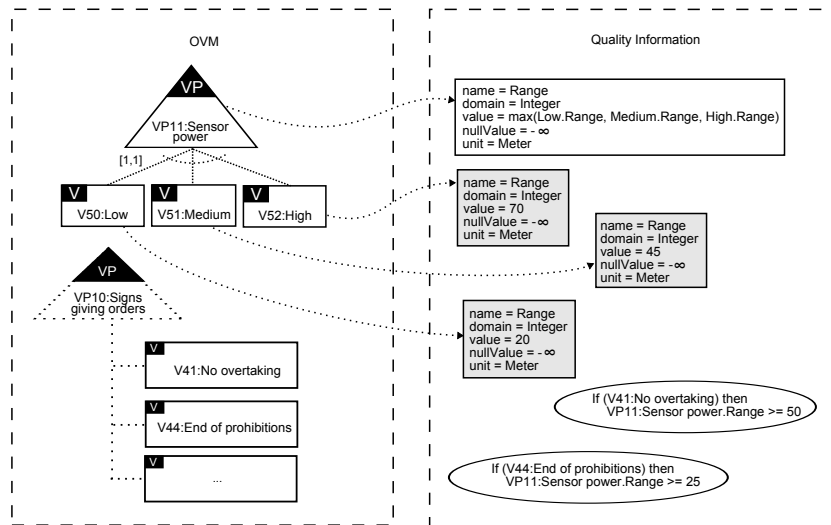 OVM
VP
VP11:Sensor
power
[1,1]
V
V50:Low
V
V51:Medium
V
V52:High
VP
VP10:Signs
giving orders
V
V41:No overtaking
V
V44:End of prohibitions
V
...
Quality Information
name = Range
domain = Integer
value = max(Low.Range, Medium.Range, High.Range)
nullValue = -∞
unit = Meter
name = Range
domain = Integer
value = 70
nullValue = -∞
unit = Meter
name = Range
domain = Integer
value = 45
nullValue = -∞
unit = Meter
name = Range
domain = Integer
value = 20
nullValue = -∞
unit = Meter
If (V41:No overtaking) then
VP11:Sensor power.Range >= 50
If (V44:End of prohibitions) then
VP11:Sensor power.Range >= 25